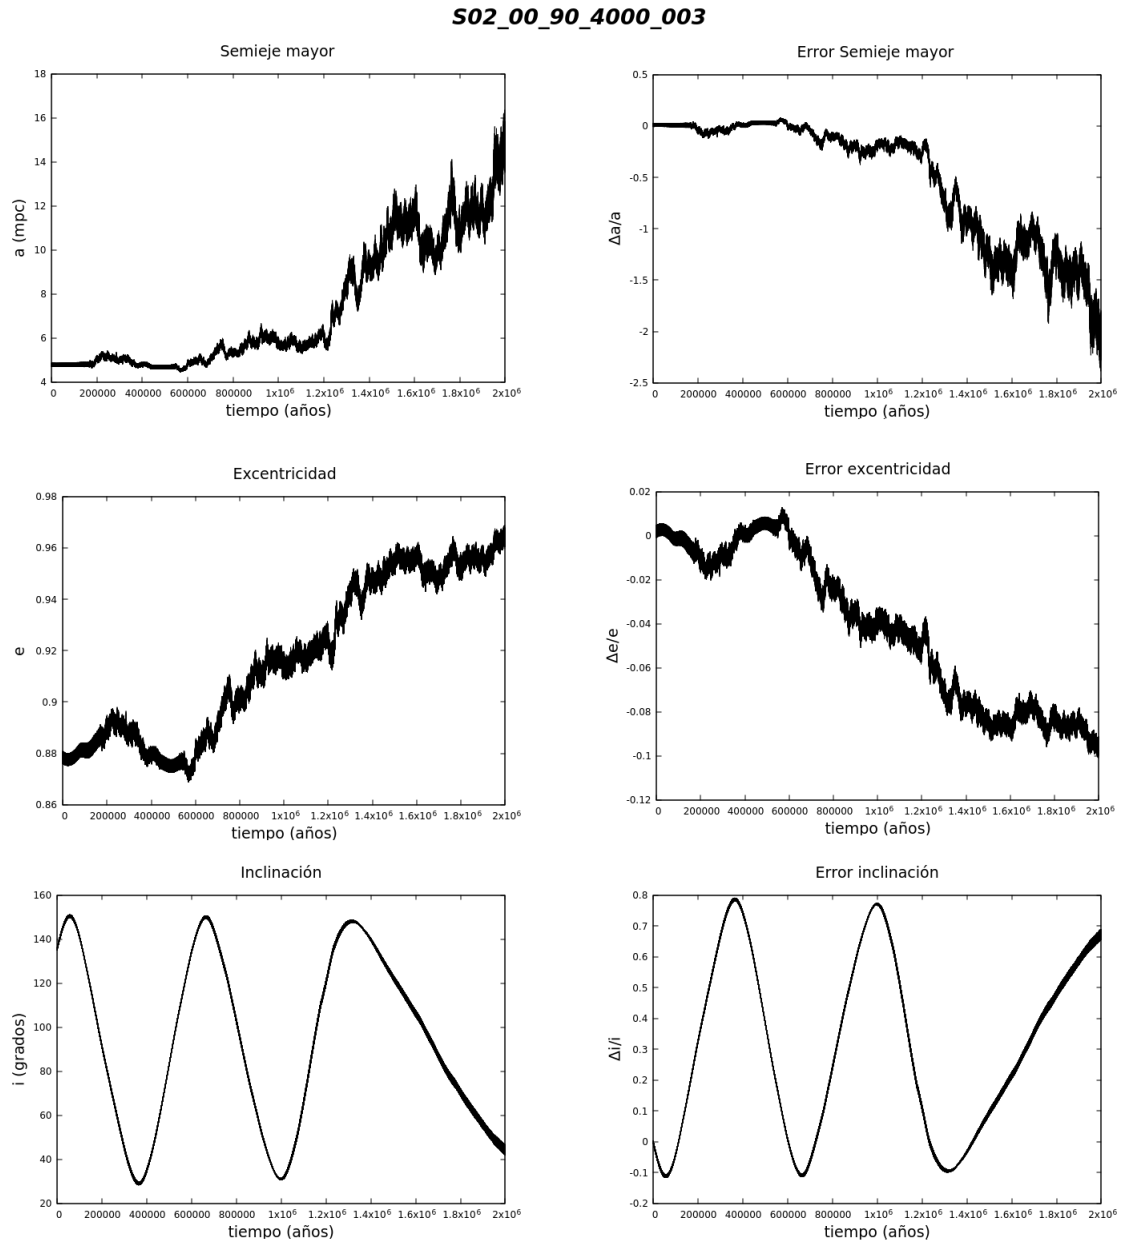 S02_00_90_4000_003
Semieje mayor
18
16
14
12
10
8
6
4
a (mpc)
200000 400000 600000 800000 1x10⁶ 1.2x10⁶ 1.4x10⁶ 1.6x10⁶ 1.8x10⁶ 2x10⁶
tiempo (años)
Error Semieje mayor
0.5
0
-0.5
-1
-1.5
-2
-2.5
Δa/a
200000 400000 600000 800000 1x10⁶ 1.2x10⁶ 1.4x10⁶ 1.6x10⁶ 1.8x10⁶ 2x10⁶
tiempo (años)
Excentricidad
0.98
0.96
0.94
0.92
0.9
0.88
0.86
e
0 200000 400000 600000 800000 1x10⁶ 1.2x10⁶ 1.4x10⁶ 1.6x10⁶ 1.8x10⁶ 2x10⁶
tiempo (años)
Error excentricidad
0.02
0
-0.02
-0.04
-0.06
-0.08
-0.1
-0.12
Δe/e
200000 400000 600000 800000 1x10⁶ 1.2x10⁶ 1.4x10⁶ 1.6x10⁶ 1.8x10⁶ 2x10⁶
tiempo (años)
Inclinación
160
140
120
100
80
60
40
20
i (grados)
0 200000 400000 600000 800000 1x10⁶ 1.2x10⁶ 1.4x10⁶ 1.6x10⁶ 1.8x10⁶ 2x10⁶
tiempo (años)
Error inclinación
0.8
0.7
0.6
0.5
0.4
0.3
0.2
0.1
0
-0.1
-0.2
Δi/i
0 200000 400000 600000 800000 1x10⁶ 1.2x10⁶ 1.4x10⁶ 1.6x10⁶ 1.8x10⁶ 2x10⁶
tiempo (años)